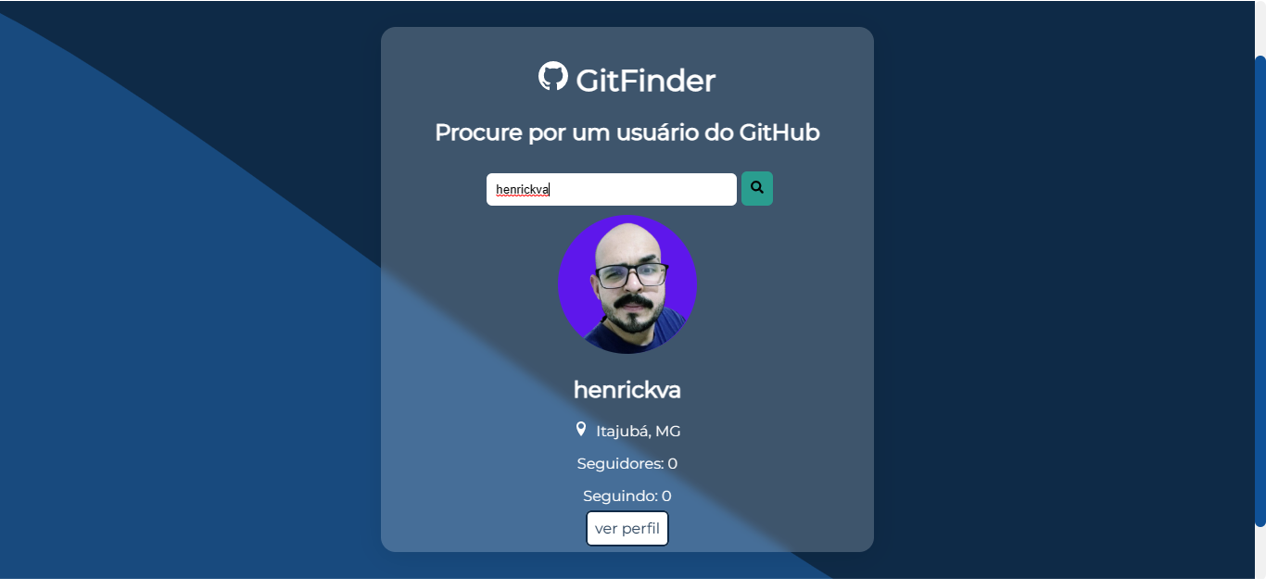 GitFinder
Procure por um usuário do GitHub
henrickva
henrickva
Itajubá, MG
Seguidores: 0
Seguindo: 0
ver perfil